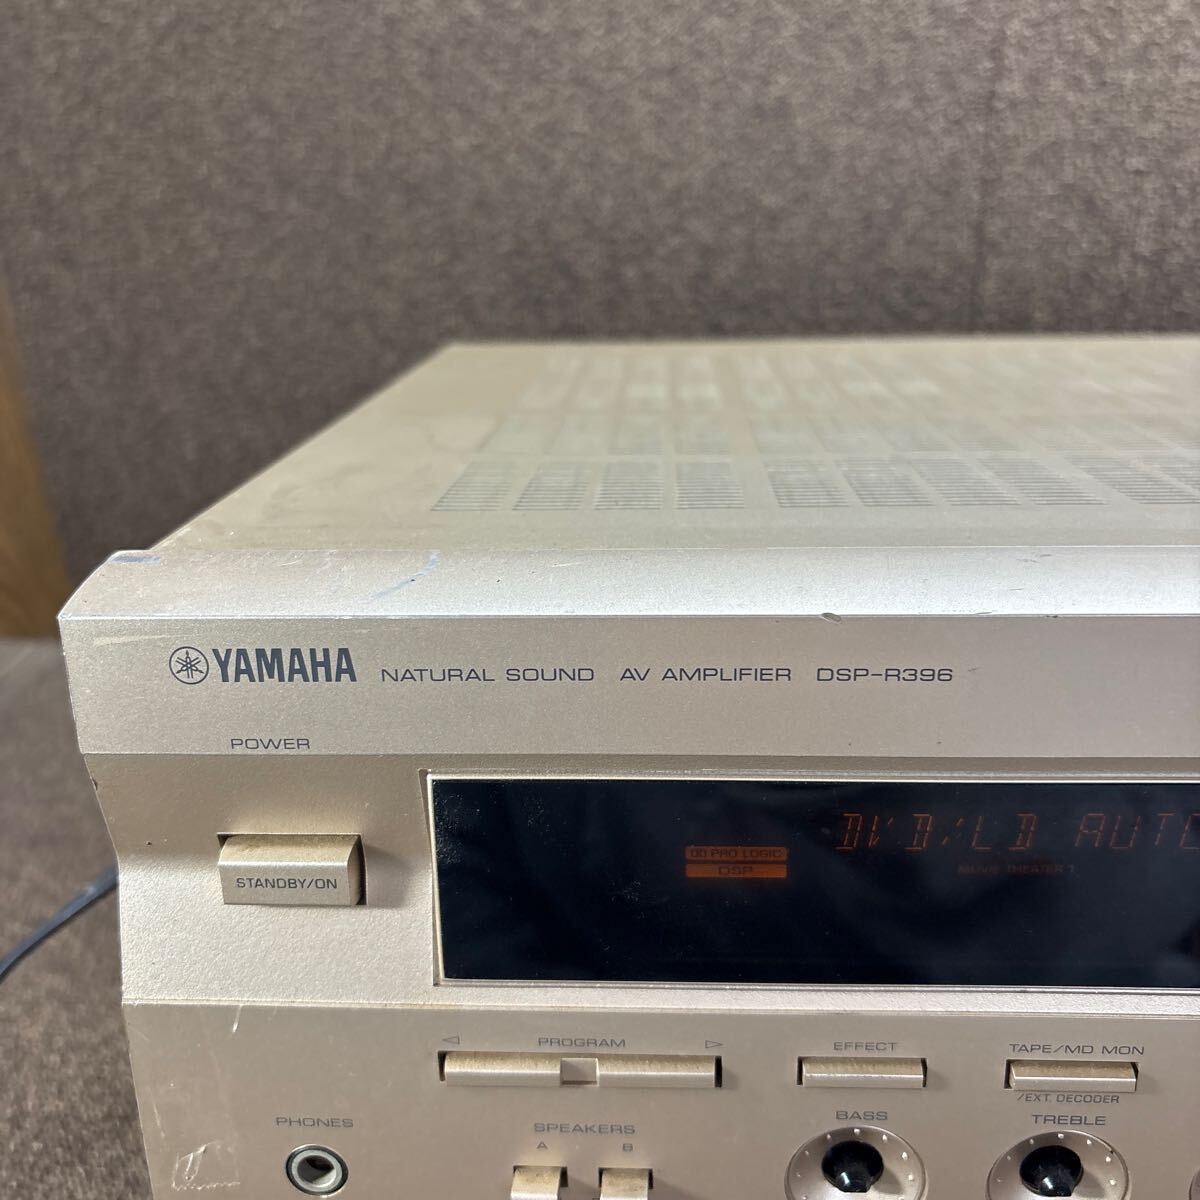 YAMAHA NATURAL SOUND AV AMPLIFIER DSP-R396
POWER
STANDBY/ON
DVD/LD AUTO
PRO LOGIC
DSP
MOVIE THEATER 1
PROGRAM
EFFECT
TAPE/MD MON
/EXT. DECODER
PHONES
SPEAKERS
A B
BASS
TREBLE